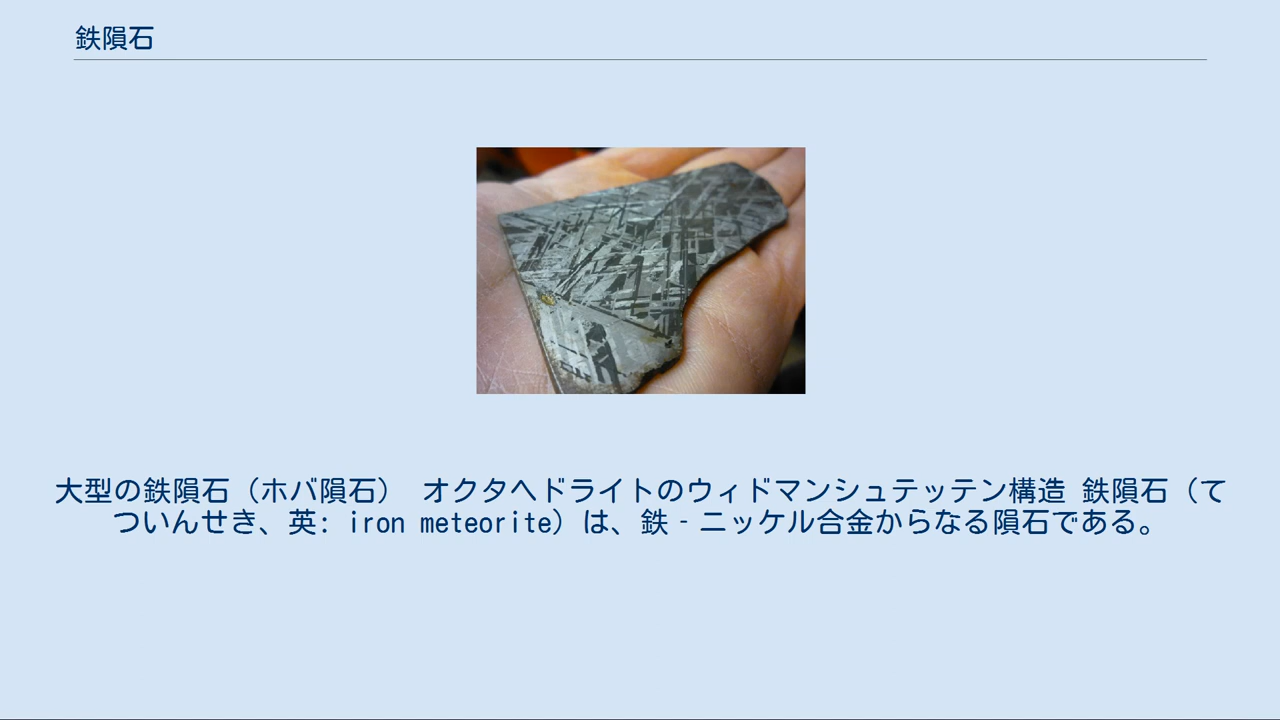 鉄隕石
大型の鉄隕石（ホバ隕石） オクタヘドライトのウィドマンシュテッテン構造 鉄隕石（て
ついんせき、英: iron meteorite）は、鉄 - ニッケル合金からなる隕石である。